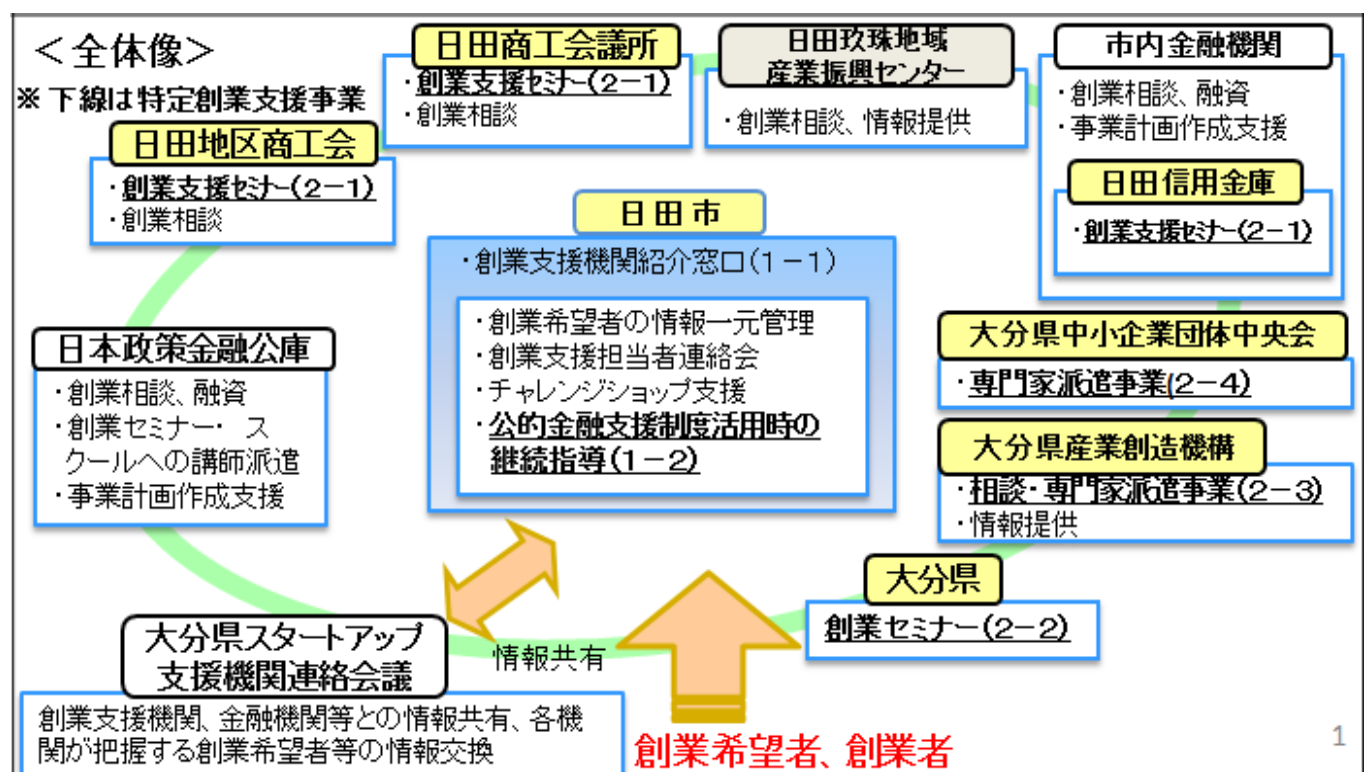 ＜全体像＞
※ 下線は特定創業支援事業
日田商工会議所
・創業支援セミナー(2－1)
・創業相談
日田玖珠地域
産業振興センター
・創業相談、情報提供
市内金融機関
・創業相談、融資
・事業計画作成支援
日田信用金庫
・創業支援セミナー(2－1)
日田地区商工会
・創業支援セミナー(2－1)
・創業相談
日田市
・創業支援機関紹介窓口(1－1)
・創業希望者の情報一元管理
・創業支援担当者連絡会
・チャレンジショップ支援
・公的金融支援制度活用時の
継続指導(1－2)
日本政策金融公庫
・創業相談、融資
・創業セミナー・ ス
クールへの講師派遣
・事業計画作成支援
大分県中小企業団体中央会
・専門家派遣事業(2－4)
大分県産業創造機構
・相談・専門家派遣事業(2－3)
・情報提供
大分県
創業セミナー(2－2)
大分県スタートアップ
支援機関連絡会議
創業支援機関、金融機関等との情報共有、各機
関が把握する創業希望者等の情報交換
情報共有
創業希望者、創業者
1